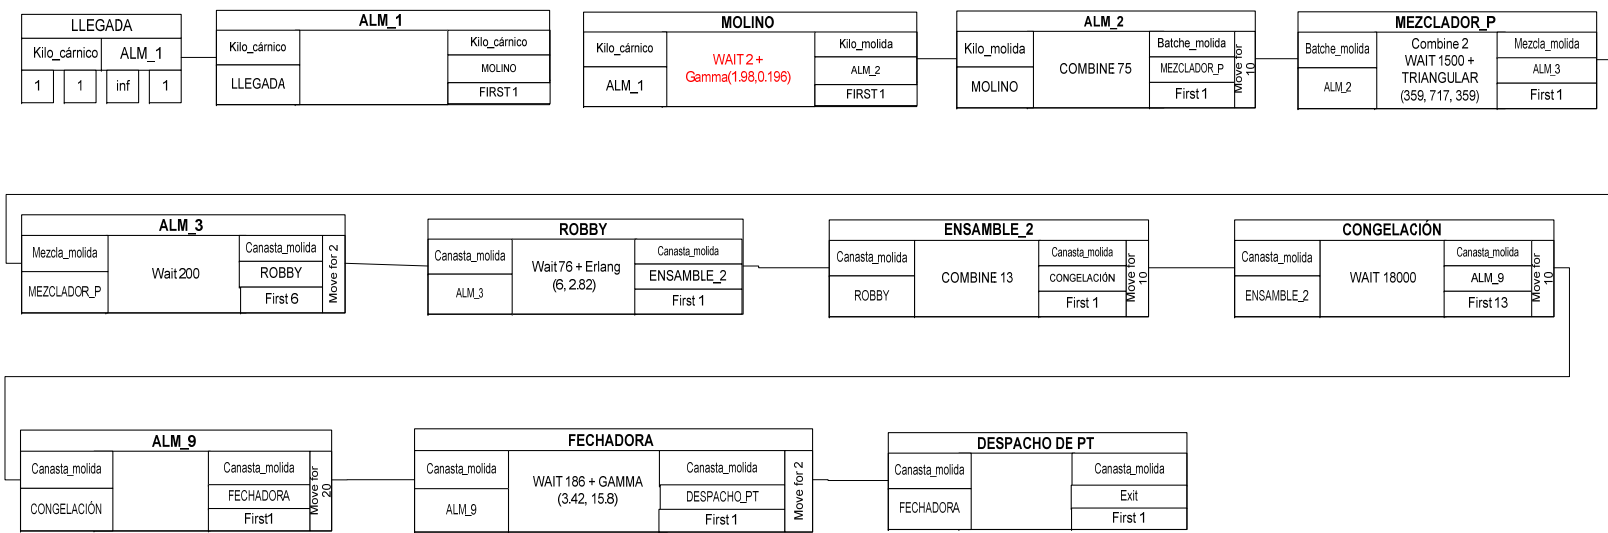 LLEGADA
Kilo_cárnico
ALM_1
1
1
inf
1
ALM_1
Kilo_cárnico
LLEGADA
Kilo_cárnico
MOLINO
FIRST 1
MOLINO
Kilo_cárnico
ALM_1
WAIT 2 +
Gamma(1.98,0.196)
Kilo_molida
ALM_2
FIRST 1
ALM_2
Kilo_molida
MOLINO
COMBINE 75
Batche_molida
MEZCLADOR_P
First 1
Move for
10
MEZCLADOR_P
Batche_molida
ALM_2
Combine 2
WAIT 1500 +
TRIANGULAR
(359, 717, 359)
Mezcla_molida
ALM_3
First 1
ALM_3
Mezcla_molida
MEZCLADOR_P
Wait 200
Canasta_molida
ROBBY
First 6
Move for 2
ROBBY
Canasta_molida
ALM_3
Wait 76 + Erlang
(6, 2.82)
Canasta_molida
ENSAMBLE_2
First 1
ENSAMBLE_2
Canasta_molida
ROBBY
COMBINE 13
Canasta_molida
CONGELACIÓN
First 1
Move for
10
CONGELACIÓN
Canasta_molida
ENSAMBLE_2
WAIT 18000
Canasta_molida
ALM_9
First 13
Move for
10
ALM_9
Canasta_molida
CONGELACIÓN
Canasta_molida
FECHADORA
First1
Move for
20
FECHADORA
Canasta_molida
ALM_9
WAIT 186 + GAMMA
(3.42, 15.8)
Canasta_molida
DESPACHO_PT
First 1
Move for 2
DESPACHO DE PT
Canasta_molida
FECHADORA
Canasta_molida
Exit
First 1